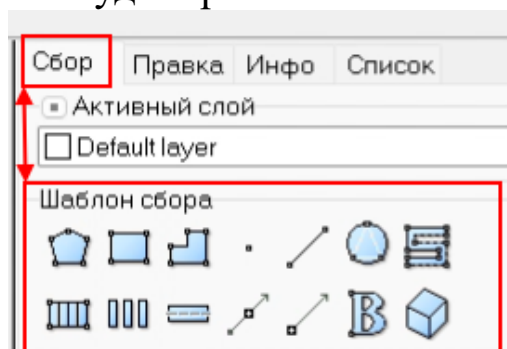 Сбор Правка Инфо Список
Активный слой
Default layer
Шаблон сбора
B